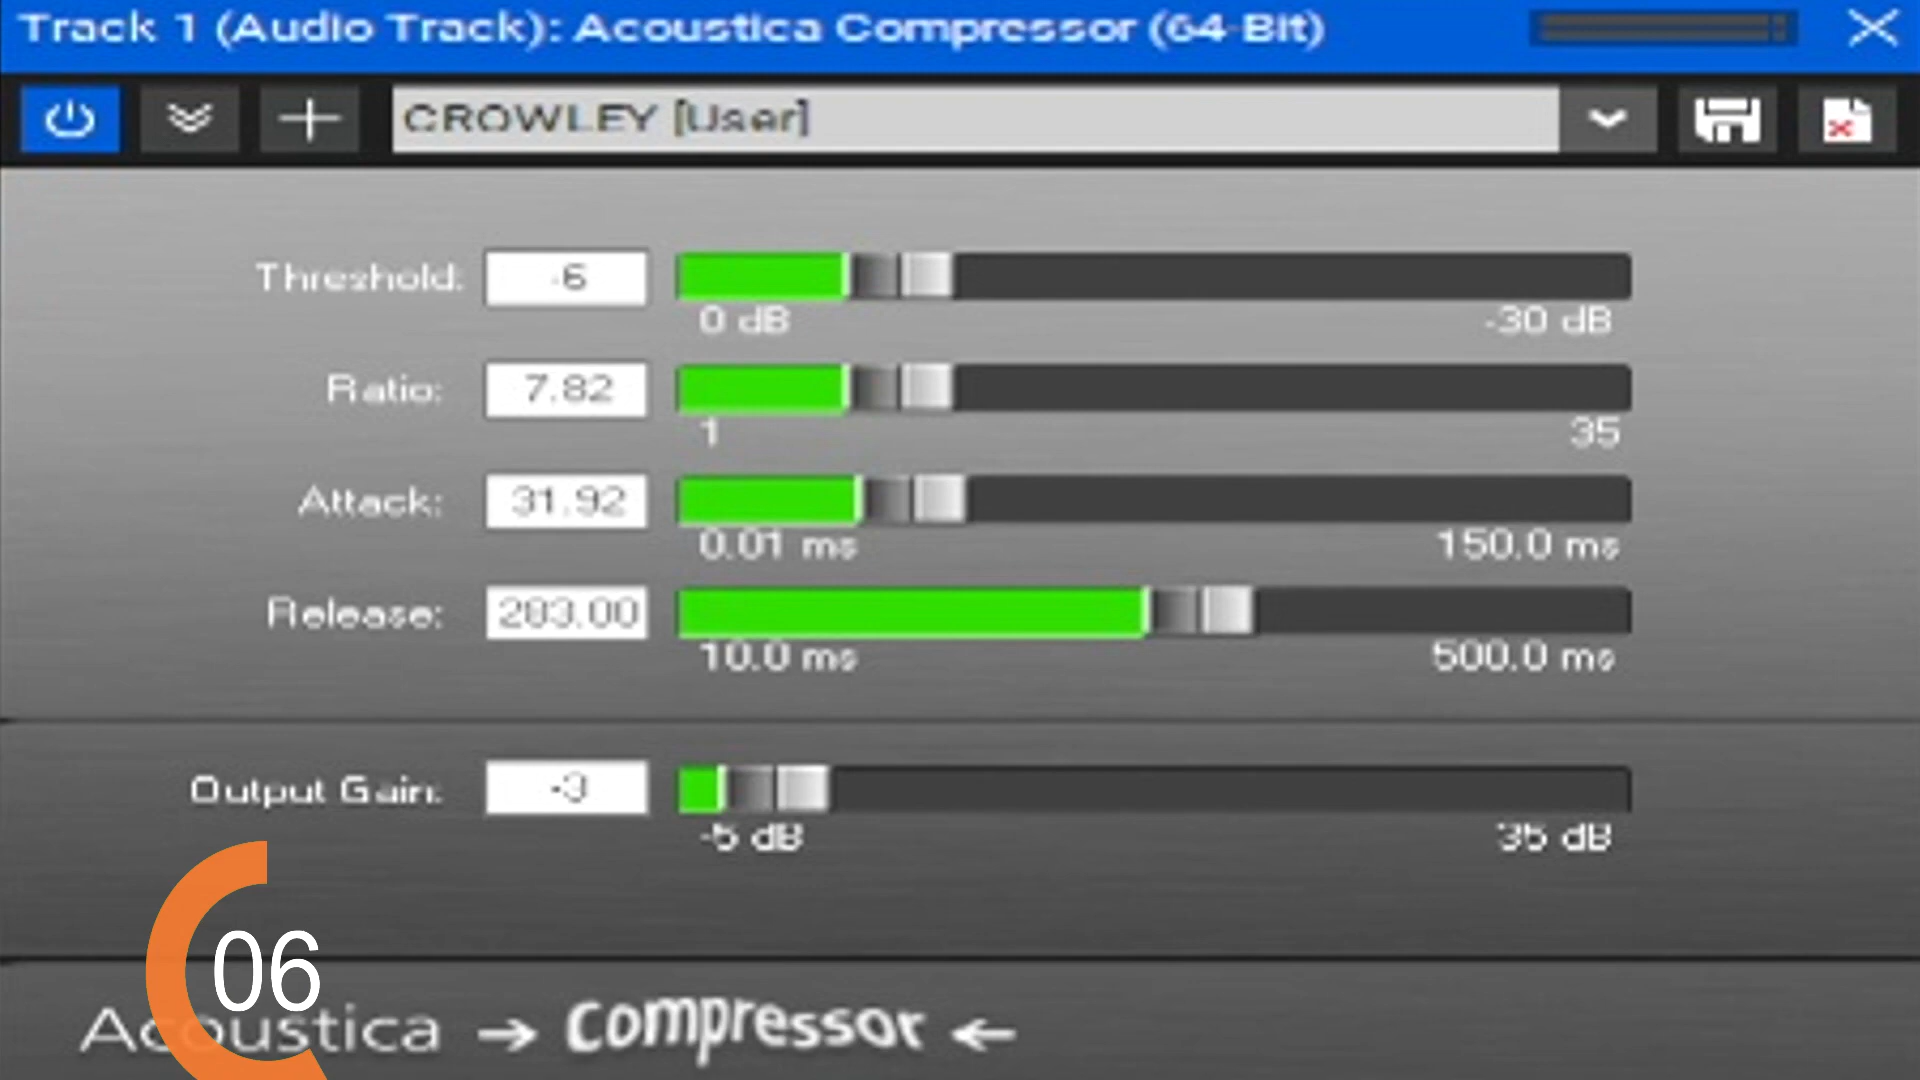 Track 1 (Audio Track): Acoustica Compressor (64-Bit)
CROWLEY [User]
Threshold: -6
0 dB -30 dB
Ratio: 7.82
1 35
Attack: 31.92
0.01 ms 150.0 ms
Release: 283.00
10.0 ms 500.0 ms
Output Gain: -3
-5 dB 35 dB
06
Acoustica → compressor ←